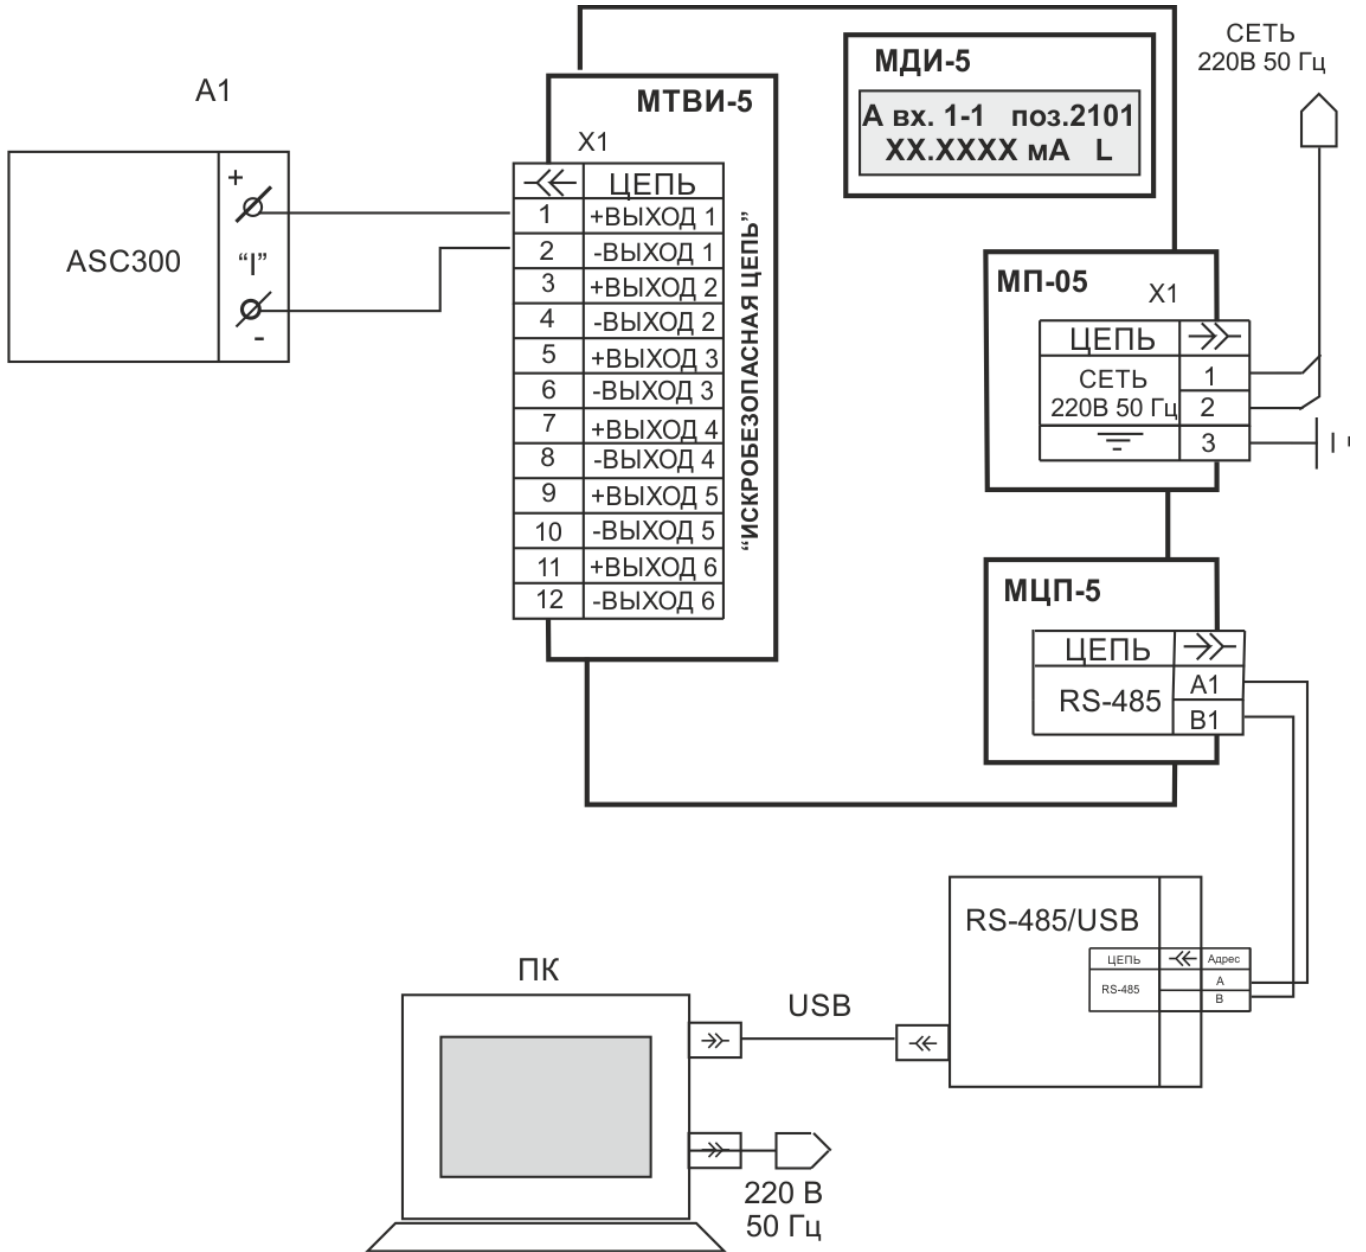 СЕТЬ
220В 50 Гц
МДИ-5
А вх. 1-1 поз.2101
XX.XXXX мА L
A1
МТВИ-5
X1
ЦЕПЬ
1 +ВЫХОД 1
2 -ВЫХОД 1
3 +ВЫХОД 2
4 -ВЫХОД 2
5 +ВЫХОД 3
6 -ВЫХОД 3
7 +ВЫХОД 4
8 -ВЫХОД 4
9 +ВЫХОД 5
10 -ВЫХОД 5
11 +ВЫХОД 6
12 -ВЫХОД 6
“ИСКРОБЕЗОПАСНАЯ ЦЕПЬ”
ASC300
+
“I”
-
МП-05
X1
ЦЕПЬ
СЕТЬ
220В 50 Гц
1
2
3
МЦП-5
ЦЕПЬ
RS-485
A1
B1
RS-485/USB
ЦЕПЬ Адрес
RS-485
A
B
ПК
USB
220 В
50 Гц